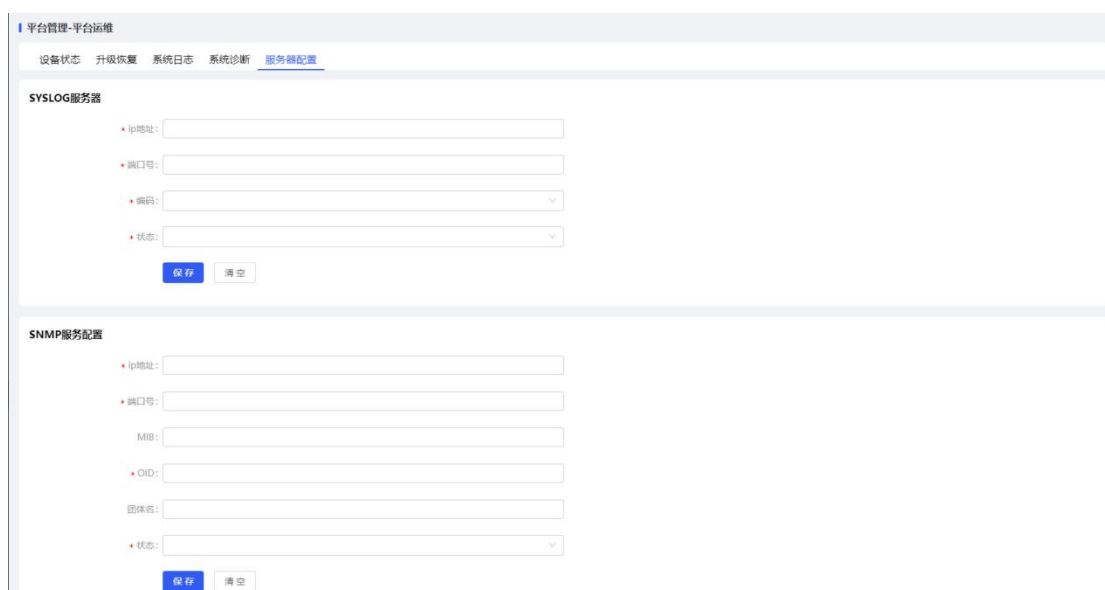 平台管理-平台运维
设备状态 升级恢复 系统日志 系统诊断 服务器配置
SYSLOG服务器
* ip地址:
* 端口号:
* 编码:
* 状态:
保存 清空
SNMP服务配置
* ip地址:
* 端口号:
MIB:
* OID:
团体名:
* 状态:
保存 清空